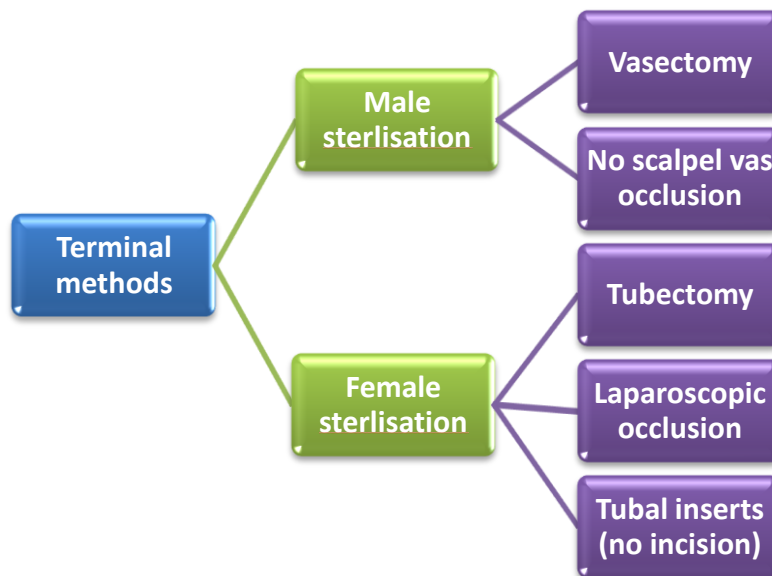 Terminal
methods
Male
sterlisation
Female
sterlisation
Vasectomy
No scalpel vas
occlusion
Tubectomy
Laparoscopic
occlusion
Tubal inserts
(no incision)